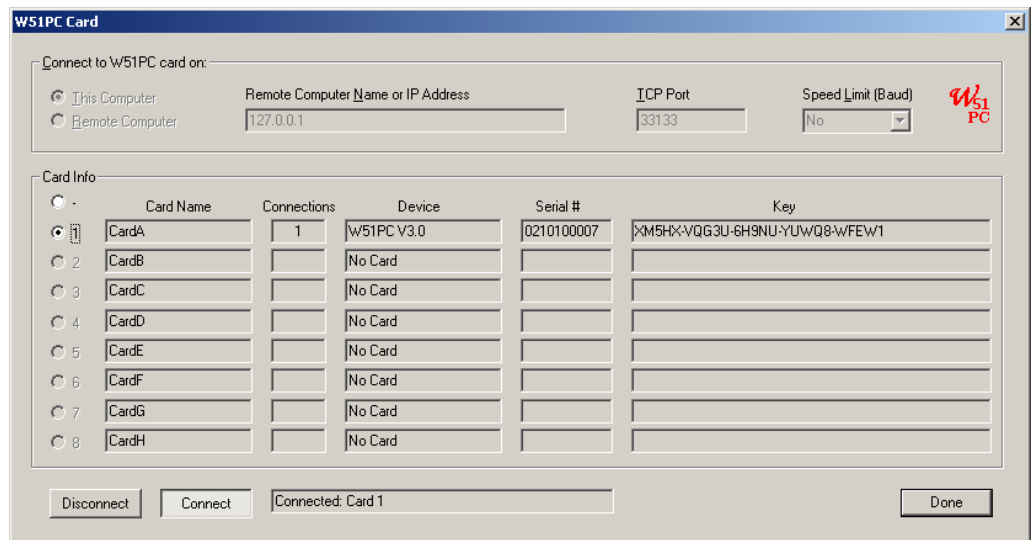 W51PC Card
Connect to W51PC card on:
This Computer Remote Computer Name or IP Address TCP Port Speed Limit (Baud)
Remote Computer 127.0.0.1 33133 No
W51
PC
Card Info
-
Card Name Connections Device Serial # Key
1 CardA 1 W51PC V3.0 0210100007 XM5HX-VQG3U-6H9NU-YUWQ8-WFEW1
2 CardB No Card
3 CardC No Card
4 CardD No Card
5 CardE No Card
6 CardF No Card
7 CardG No Card
8 CardH No Card
Disconnect Connect Connected: Card 1 Done